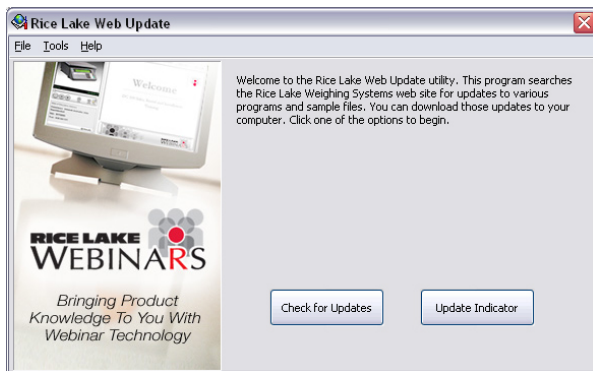 Rice Lake Web Update
File Tools Help
Welcome
Welcome to the Rice Lake Web Update utility. This program searches
the Rice Lake Weighing Systems web site for updates to various
programs and sample files. You can download those updates to your
computer. Click one of the options to begin.
RICE LAKE
WEBINARS
Bringing Product
Knowledge To You With
Webinar Technology
Check for Updates
Update Indicator